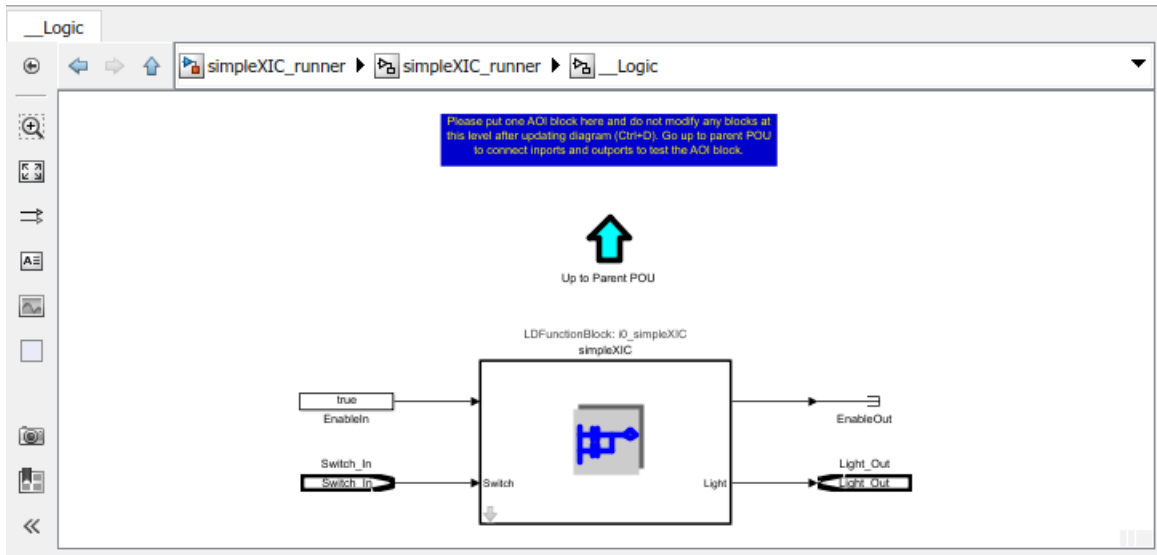 __Logic
simpleXIC_runner simpleXIC_runner __Logic
Please put one AOI block here and do not modify any blocks at
this level after updating diagram (Ctrl+D). Go up to parent POU
to connect inports and outports to test the AOI block.
Up to Parent POU
LDFunctionBlock: i0_simpleXIC
simpleXIC
true
EnableIn
EnableOut
Switch_In
Switch_In
Switch
Light
Light_Out
Light_Out